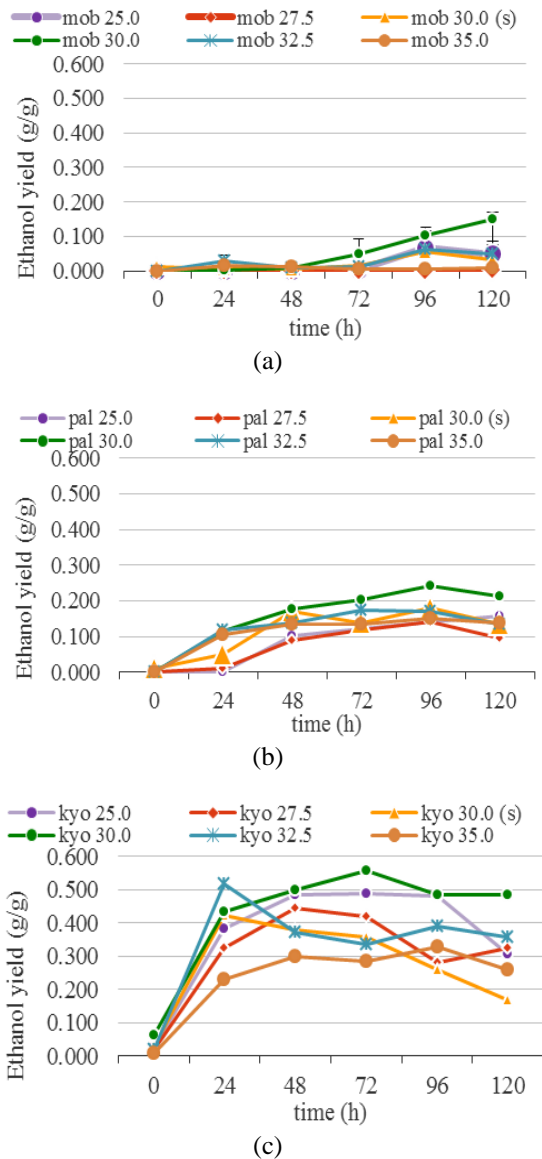 mob 25.0 mob 27.5 mob 30.0 (s)
mob 30.0 mob 32.5 mob 35.0
0.600
0.500
0.400
0.300
0.200
0.100
0.000
Ethanol yield (g/g)
0 24 48 72 96 120
time (h)
(a)
pal 25.0 pal 27.5 pal 30.0 (s)
pal 30.0 pal 32.5 pal 35.0
0.600
0.500
0.400
0.300
0.200
0.100
0.000
Ethanol yield (g/g)
0 24 48 72 96 120
time (h)
(b)
kyo 25.0 kyo 27.5 kyo 30.0 (s)
kyo 30.0 kyo 32.5 kyo 35.0
0.600
0.500
0.400
0.300
0.200
0.100
0.000
Ethanol yield (g/g)
0 24 48 72 96 120
time (h)
(c)